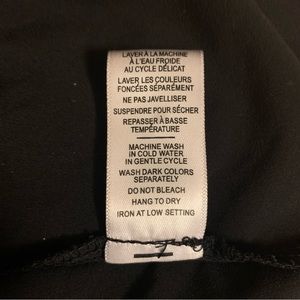 LAVER À LA MACHINE
À L'EAU FROIDE
AU CYCLE DÉLICAT
LAVER LES COULEURS
FONCÉES SÉPARÉMENT
NE PAS JAVELLISER
SUSPENDRE POUR SÉCHER
REPASSER À BASSE
TEMPÉRATURE
MACHINE WASH
IN COLD WATER
IN GENTLE CYCLE
WASH DARK COLORS
SEPARATELY
DO NOT BLEACH
HANG TO DRY
IRON AT LOW SETTING